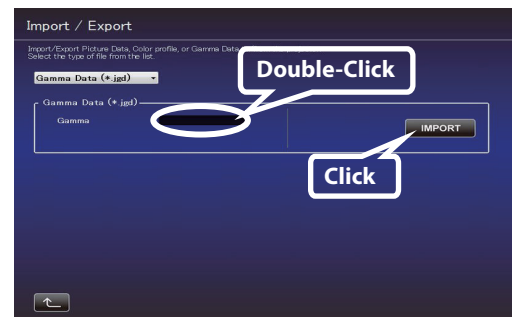 Import / Export
Import/Export Picture Data, Color profile, or Gamma Data
Select the type of file from the list.
Double-Click
Gamma Data (*.jgd)
Gamma Data (*.jgd)
Gamma
IMPORT
Click